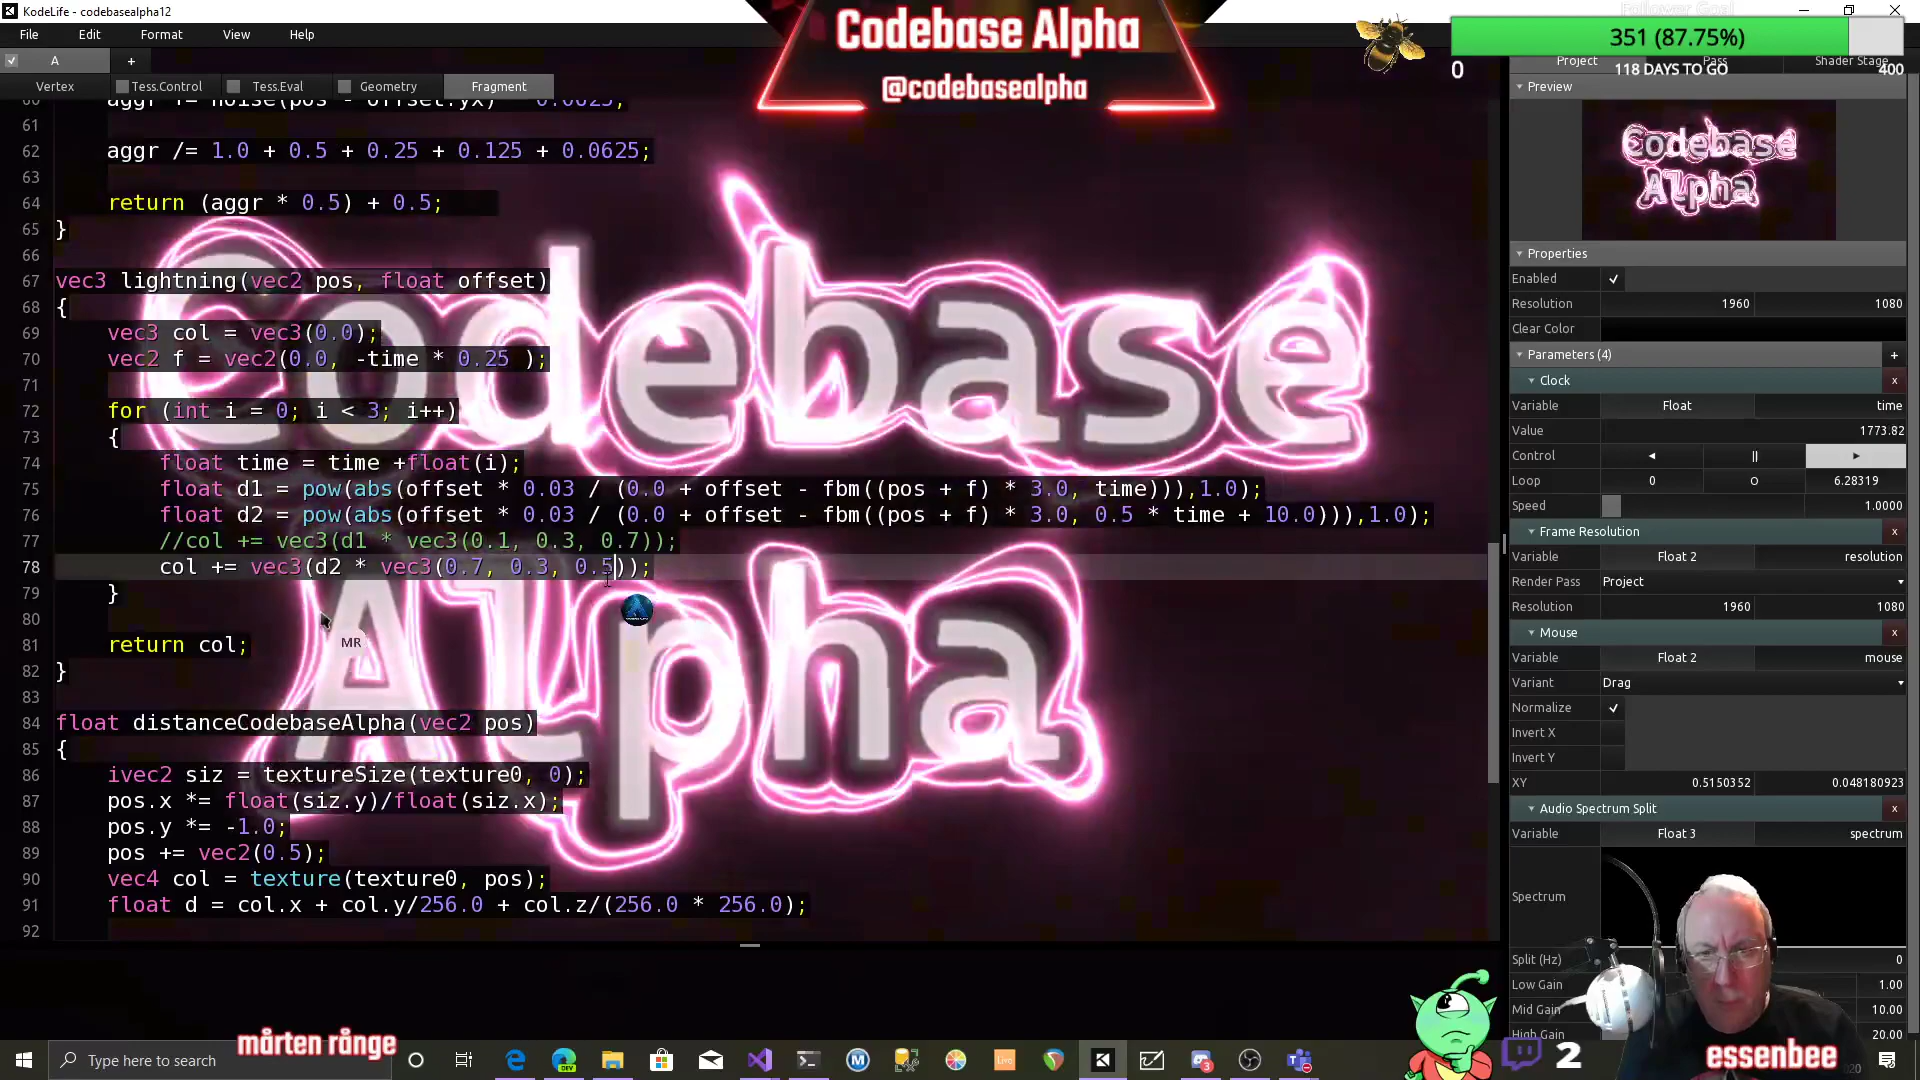 KodeLife - codebasealpha12
File Edit Format View Help
A +
Vertex Tess.Control Tess.Eval Geometry Fragment
Codebase Alpha
@codebasealpha
Follower Goal
351 (87.75%)
0 118 DAYS TO GO 400
Project Pass Shader Stage
61
62 aggr /= 1.0 + 0.5 + 0.25 + 0.125 + 0.0625;
63
64 return (aggr * 0.5) + 0.5;
65 }
66
67 vec3 lightning(vec2 pos, float offset)
68 {
69 vec3 col = vec3(0.0);
70 vec2 f = vec2(0.0, -time * 0.25 );
71
72 for (int i = 0; i < 3; i++)
73 {
74 float time = time +float(i);
75 float d1 = pow(abs(offset * 0.03 / (0.0 + offset - fbm((pos + f) * 3.0, time))),1.0);
76 float d2 = pow(abs(offset * 0.03 / (0.0 + offset - fbm((pos + f) * 3.0, 0.5 * time + 10.0))),1.0);
77 //col += vec3(d1 * vec3(0.1, 0.3, 0.7));
78 col += vec3(d2 * vec3(0.7, 0.3, 0.5));
79 }
80
81 return col;
82 }
83
84 float distanceCodebaseAlpha(vec2 pos)
85 {
86 ivec2 siz = textureSize(texture0, 0);
87 pos.x *= float(siz.y)/float(siz.x);
88 pos.y *= -1.0;
89 pos += vec2(0.5);
90 vec4 col = texture(texture0, pos);
91 float d = col.x + col.y/256.0 + col.z/(256.0 * 256.0);
92
Codebase
Alpha
MR
Preview
Codebase
Alpha
Properties
Enabled
Resolution 1960 1080
Clear Color
Parameters (4) +
Clock x
Variable Float time
Value 1773.82
Control
Loop 0 O 6.28319
Speed 1.0000
Frame Resolution x
Variable Float 2 resolution
Render Pass Project
Resolution 1960 1080
Mouse x
Variable Float 2 mouse
Variant Drag
Normalize
Invert X
Invert Y
XY 0.5150352 0.048180923
Audio Spectrum Split x
Variable Float 3 spectrum
Spectrum
Split (Hz) 0
Low Gain 1.00
Mid Gain 10.00
High Gain 20.00
mårten rånge
essenbee
Type here to search
2